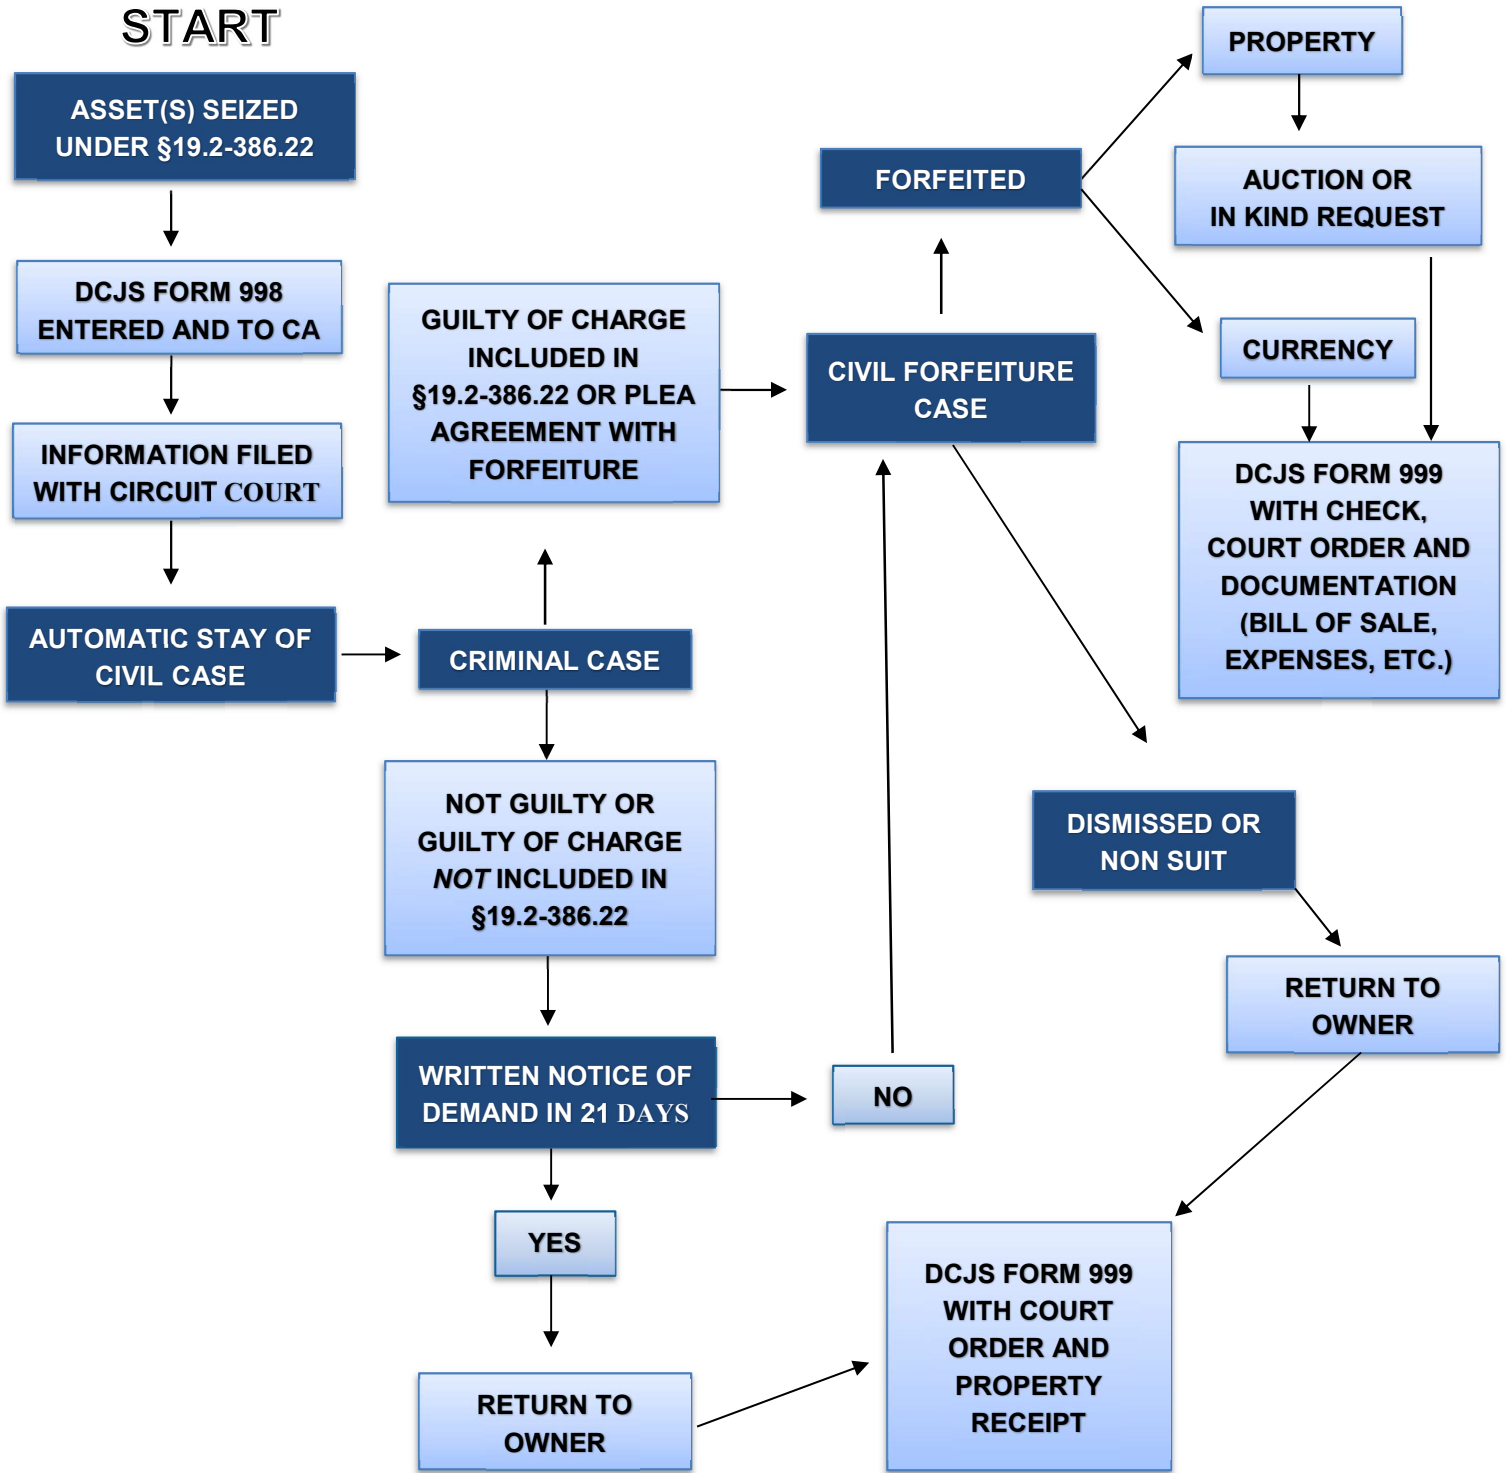 START
ASSET(S) SEIZED
UNDER §19.2-386.22
DCJS FORM 998
ENTERED AND TO CA
INFORMATION FILED
WITH CIRCUIT COURT
AUTOMATIC STAY OF
CIVIL CASE
CRIMINAL CASE
GUILTY OF CHARGE
INCLUDED IN
§19.2-386.22 OR PLEA
AGREEMENT WITH
FORFEITURE
NOT GUILTY OR
GUILTY OF CHARGE
NOT INCLUDED IN
§19.2-386.22
WRITTEN NOTICE OF
DEMAND IN 21 DAYS
YES
RETURN TO
OWNER
NO
CIVIL FORFEITURE
CASE
FORFEITED
PROPERTY
AUCTION OR
IN KIND REQUEST
CURRENCY
DCJS FORM 999
WITH CHECK,
COURT ORDER AND
DOCUMENTATION
(BILL OF SALE,
EXPENSES, ETC.)
DISMISSED OR
NON SUIT
RETURN TO
OWNER
DCJS FORM 999
WITH COURT
ORDER AND
PROPERTY
RECEIPT